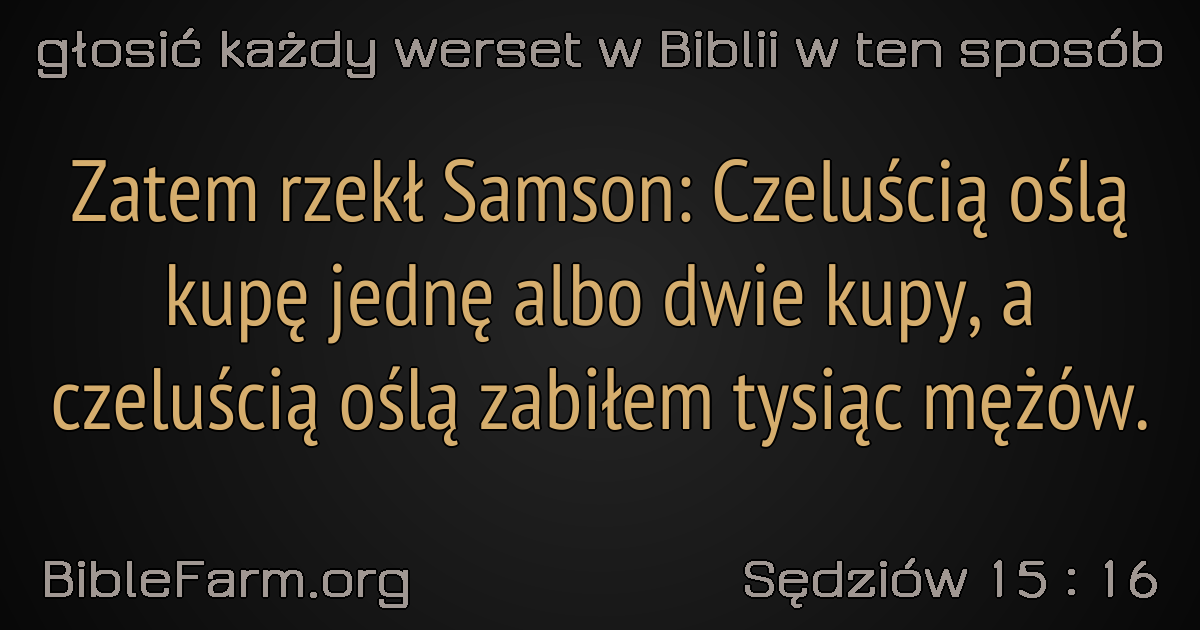 głosić każdy werset w Biblii w ten sposób
Zatem rzekł Samson: Czeluścią oślą
kupę jednę albo dwie kupy, a
czeluścią oślą zabiłem tysiąc mężów.
BibleFarm.org
Sędziów 15 : 16